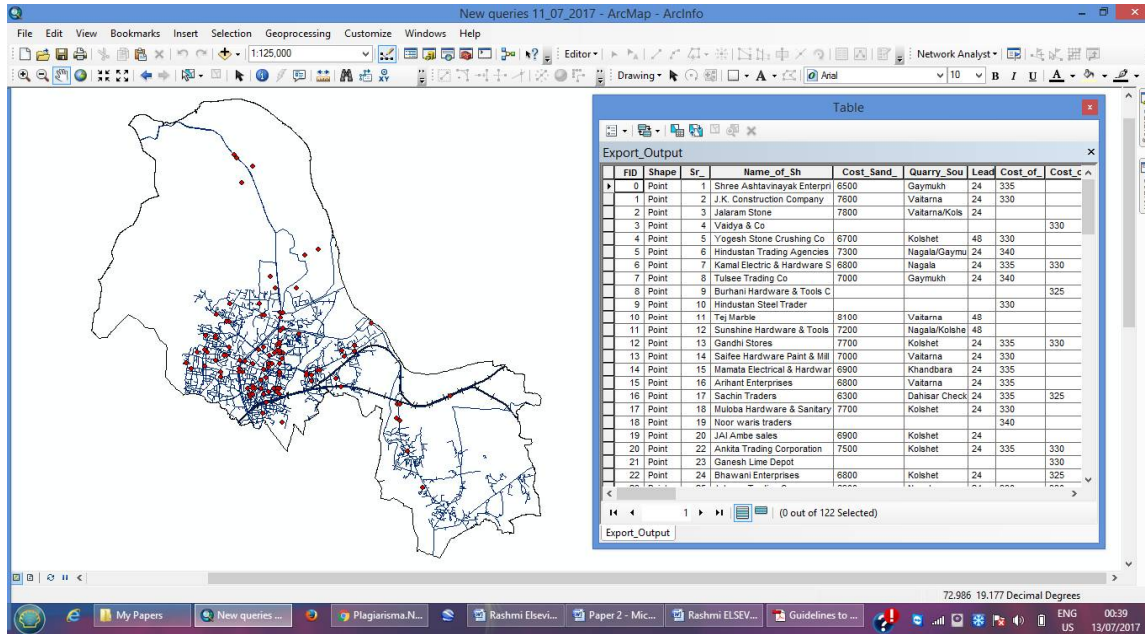 New queries 11_07_2017 - ArcMap - ArcInfo
File Edit View Bookmarks Insert Selection Geoprocessing Customize Windows Help
1:125,000 Editor Network Analyst
Drawing A Arial 10 B I U A
Table
Export_Output
FID Shape Sr_ Name_of_Sh Cost_Sand_ Quarry_Sou Lead Cost_of_ Cost_c
0 Point 1 Shree Ashtavinayak Enterpri 6500 Gaymukh 24 335
1 Point 2 J.K. Construction Company 7600 Vaitarna 24 330
2 Point 3 Jalaram Stone 7800 Vaitarna/Kols 24
3 Point 4 Vaidya & Co 330
4 Point 5 Yogesh Stone Crushing Co 6700 Kolshet 48 330
5 Point 6 Hindustan Trading Agencies 7300 Nagala/Gaymu 24 340
6 Point 7 Kamal Electric & Hardware S 6800 Nagala 24 335 330
7 Point 8 Tulsee Trading Co 7000 Gaymukh 24 340
8 Point 9 Burhani Hardware & Tools C 325
9 Point 10 Hindustan Steel Trader 330
10 Point 11 Tej Marble 8100 Vaitarna 48
11 Point 12 Sunshine Hardware & Tools 7200 Nagala/Kolshe 48
12 Point 13 Gandhi Stores 7700 Kolshet 24 335 330
13 Point 14 Saifee Hardware Paint & Mill 7000 Vaitarna 24 330
14 Point 15 Mamata Electrical & Hardwar 6900 Khandbara 24 335
15 Point 16 Arihant Enterprises 6800 Vaitarna 24 335
16 Point 17 Sachin Traders 6300 Dahisar Check 24 335 325
17 Point 18 Muloba Hardware & Sanitary 7700 Kolshet 24 330
18 Point 19 Noor waris traders 340
19 Point 20 JAI Ambe sales 6900 Kolshet 24
20 Point 22 Ankita Trading Corporation 7500 Kolshet 24 335 330
21 Point 23 Ganesh Lime Depot 330
22 Point 24 Bhawani Enterprises 6800 Kolshet 24 325
1 (0 out of 122 Selected)
Export_Output
72.986 19.177 Decimal Degrees
My Papers New queries ... Plagiarisma.N... Rashmi Elsevi... Paper 2 - Mic... Rashmi ELSEV... Guidelines to ... ENG 00:39
US 13/07/2017